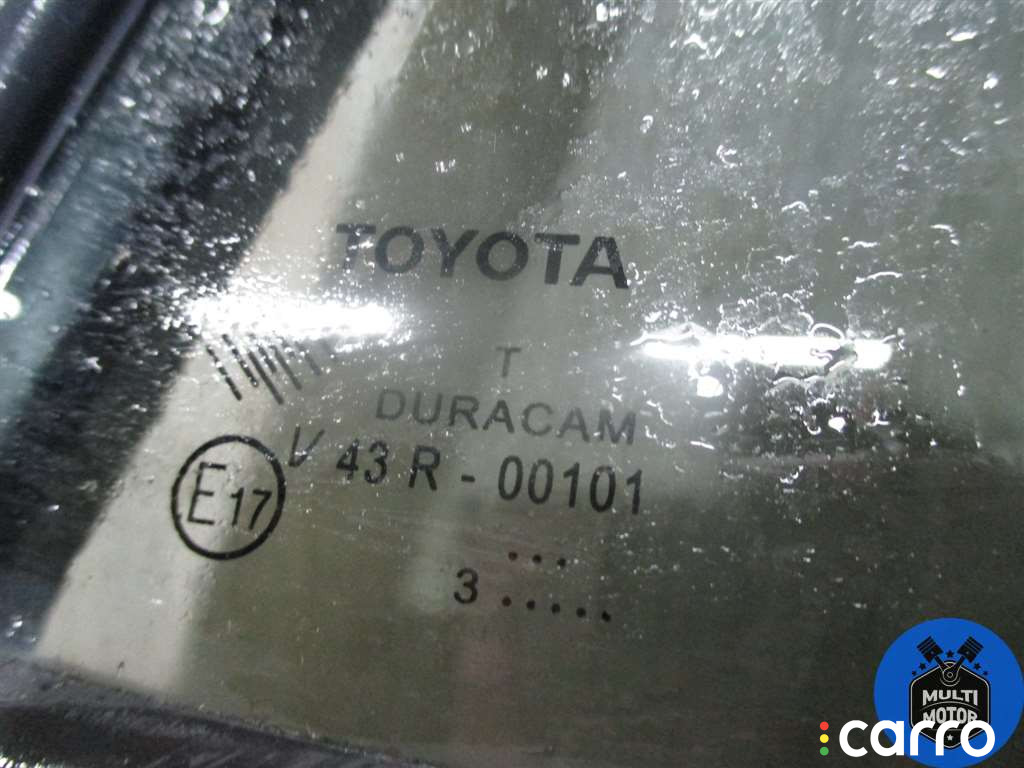 TOYOTA
T
DURACAM
E17
V 43 R - 00101
...
3 .....
MULTI
MOTOR
carro